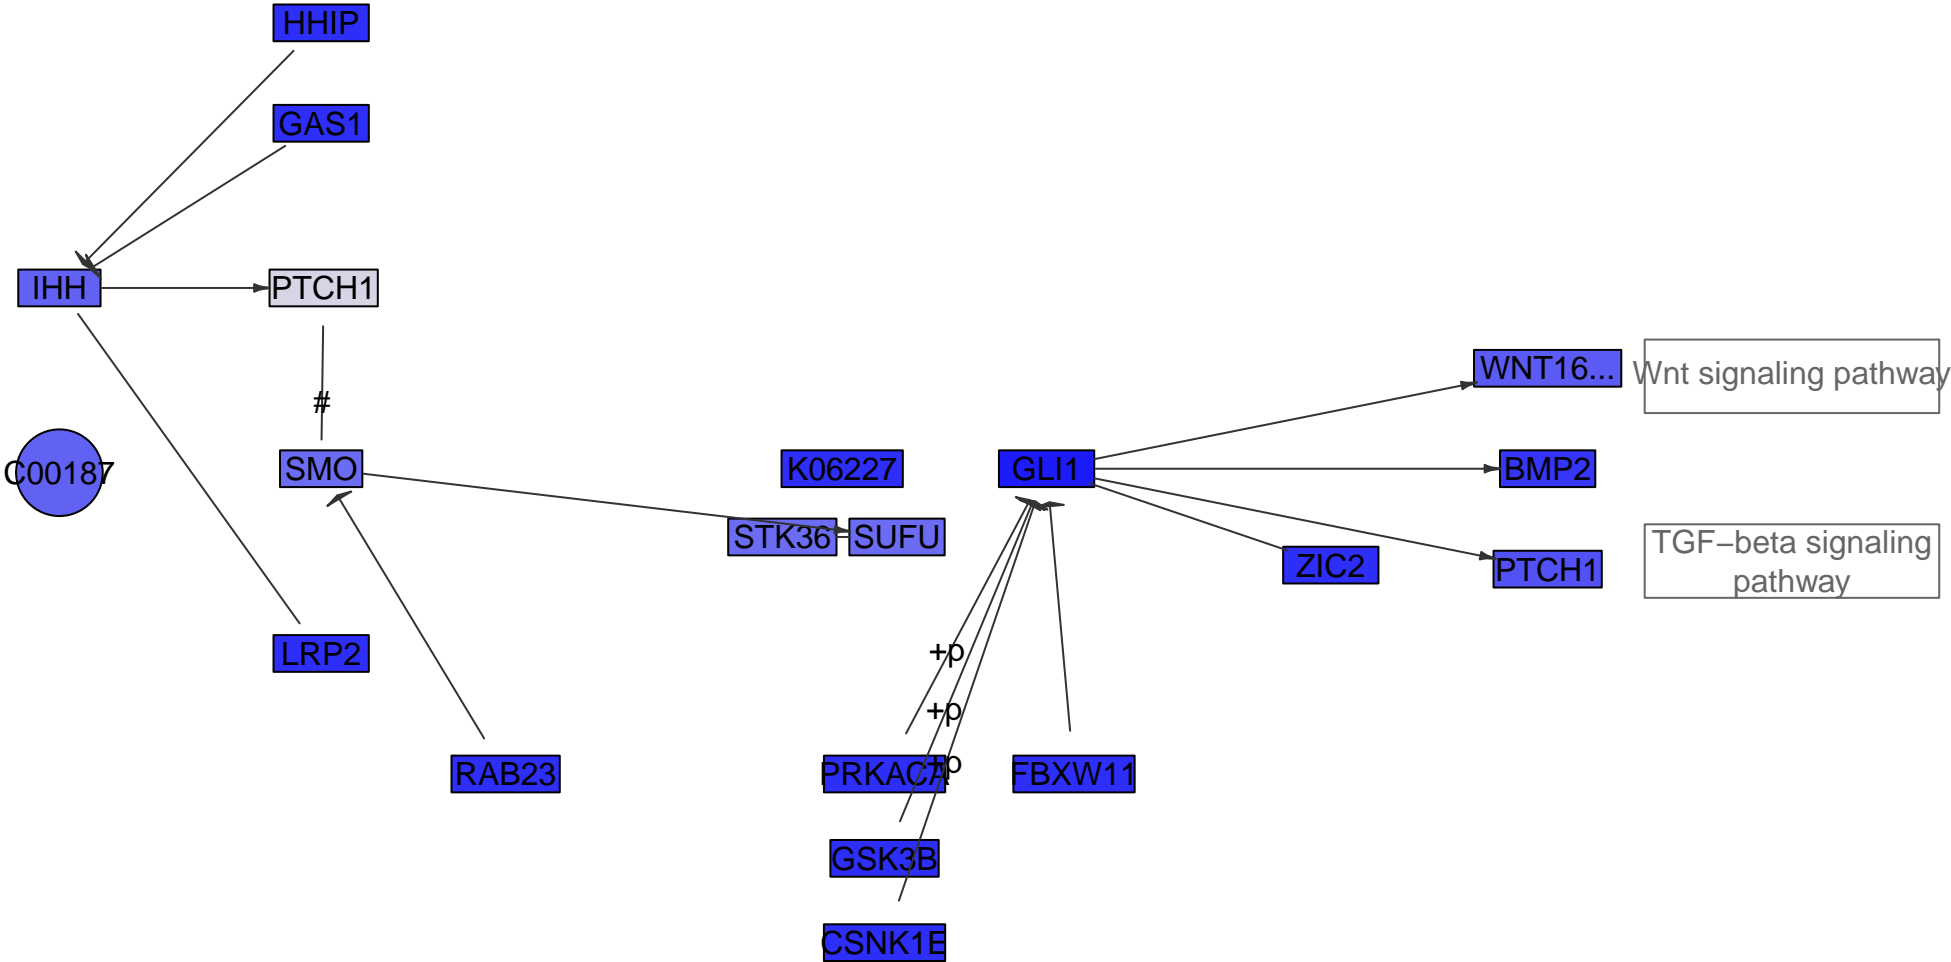 HHIP
GAS1
IHH
PTCH1
WNT16...
Wnt signaling pathway
#
C00187
SMO
K06227
GLI1
BMP2
STK36
SUFU
TGF−beta signaling
pathway
ZIC2
PTCH1
LRP2
+p
+p
+p
RAB23
PRKACA
FBXW11
GSK3B
CSNK1E